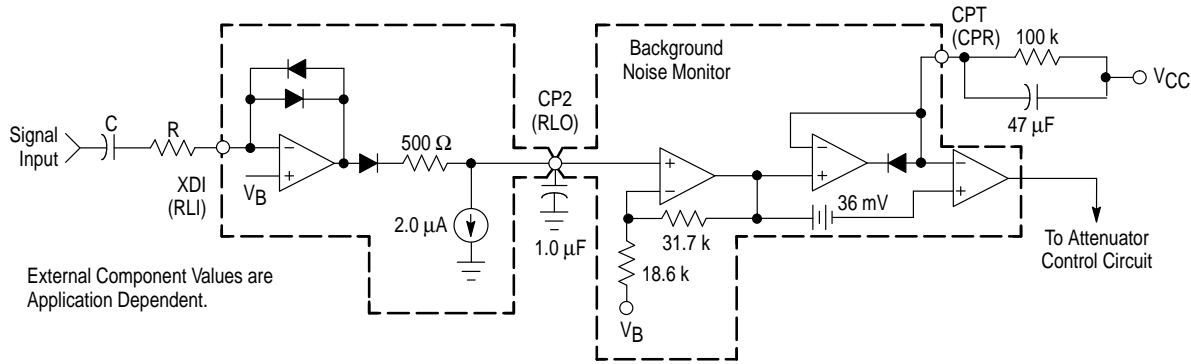 Signal
Input
C
R
XDI
(RLI)
VB
500 Ω
2.0 μA
CP2
(RLO)
1.0 μF
Background
Noise Monitor
31.7 k
18.6 k
VB
36 mV
CPT
(CPR)
100 k
47 μF
VCC
To Attenuator
Control Circuit
External Component Values are
Application Dependent.